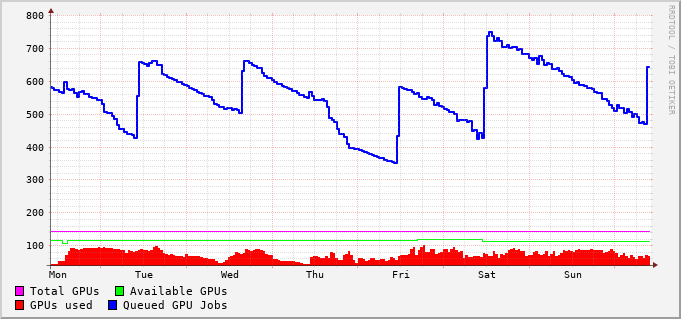 800
700
600
500
400
300
200
100
Mon Tue Wed Thu Fri Sat Sun
Total GPUs Available GPUs
GPUs used Queued GPU Jobs
RRDTOOL / TOBI OETIKER